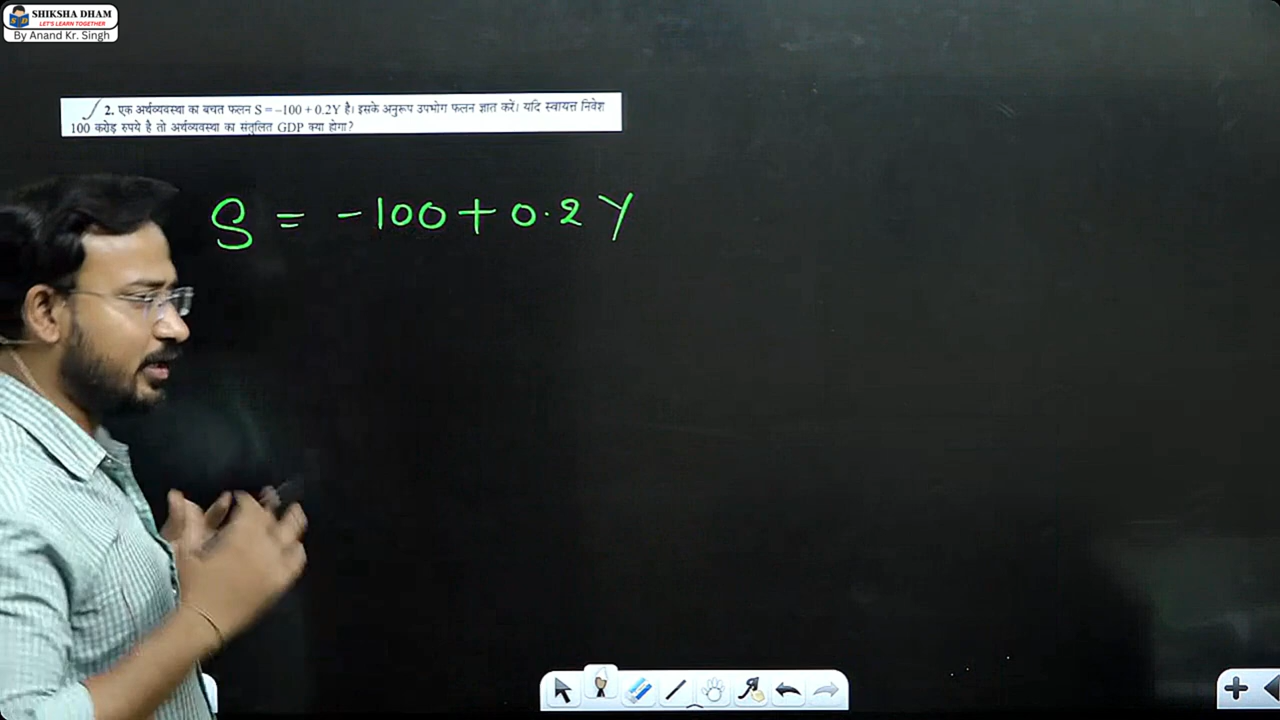 SHIKSHA DHAM
LET'S LEARN TOGETHER
By Anand Kr. Singh
2. एक अर्थव्यवस्था का बचत फलन S = –100 + 0.2Y है। इसके अनुरूप उपभोग फलन ज्ञात करें। यदि स्वायत्त निवेश
100 करोड़ रुपये है तो अर्थव्यवस्था का संतुलित GDP क्या होगा?
S = -100 + 0.2 Y